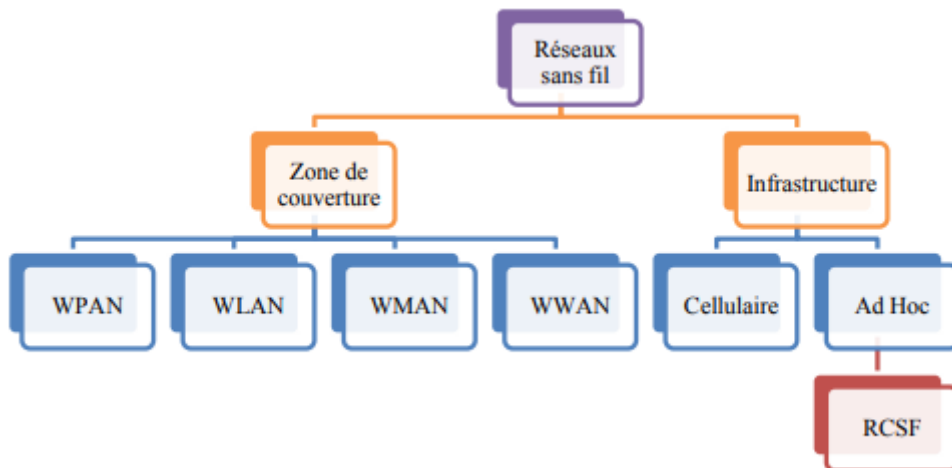 Réseaux
sans fil
Zone de
couverture
Infrastructure
WPAN
WLAN
WMAN
WWAN
Cellulaire
Ad Hoc
RCSF